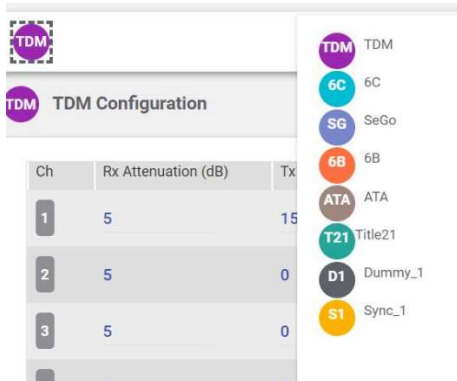 TDM
TDM TDM Configuration
Ch Rx Attenuation (dB) Tx
1 5 15
2 5 0
3 5 0
TDM TDM
6C 6C
SG SeGo
6B 6B
ATA ATA
T21 Title21
D1 Dummy_1
S1 Sync_1